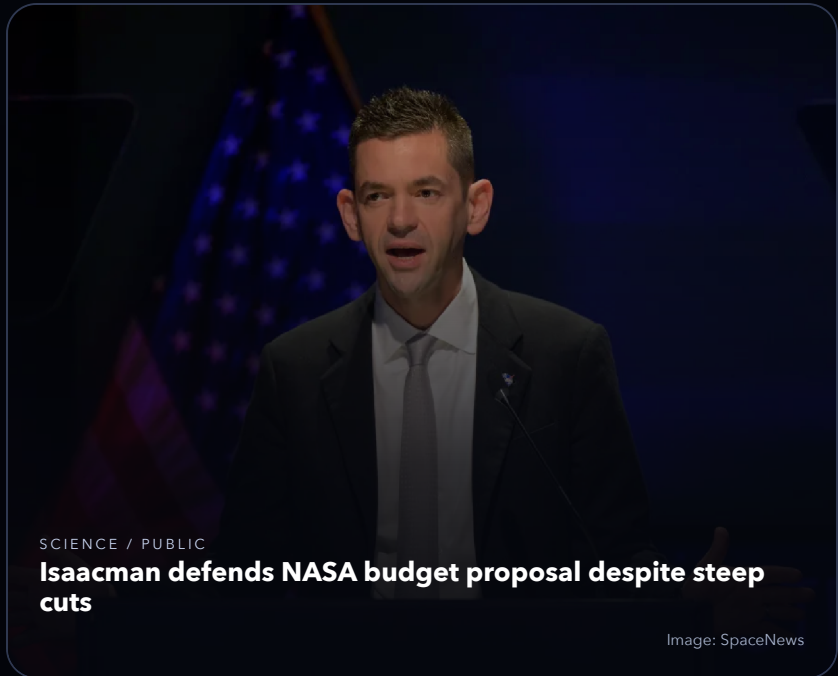 SCIENCE / PUBLIC
Isaacman defends NASA budget proposal despite steep
cuts
Image: SpaceNews